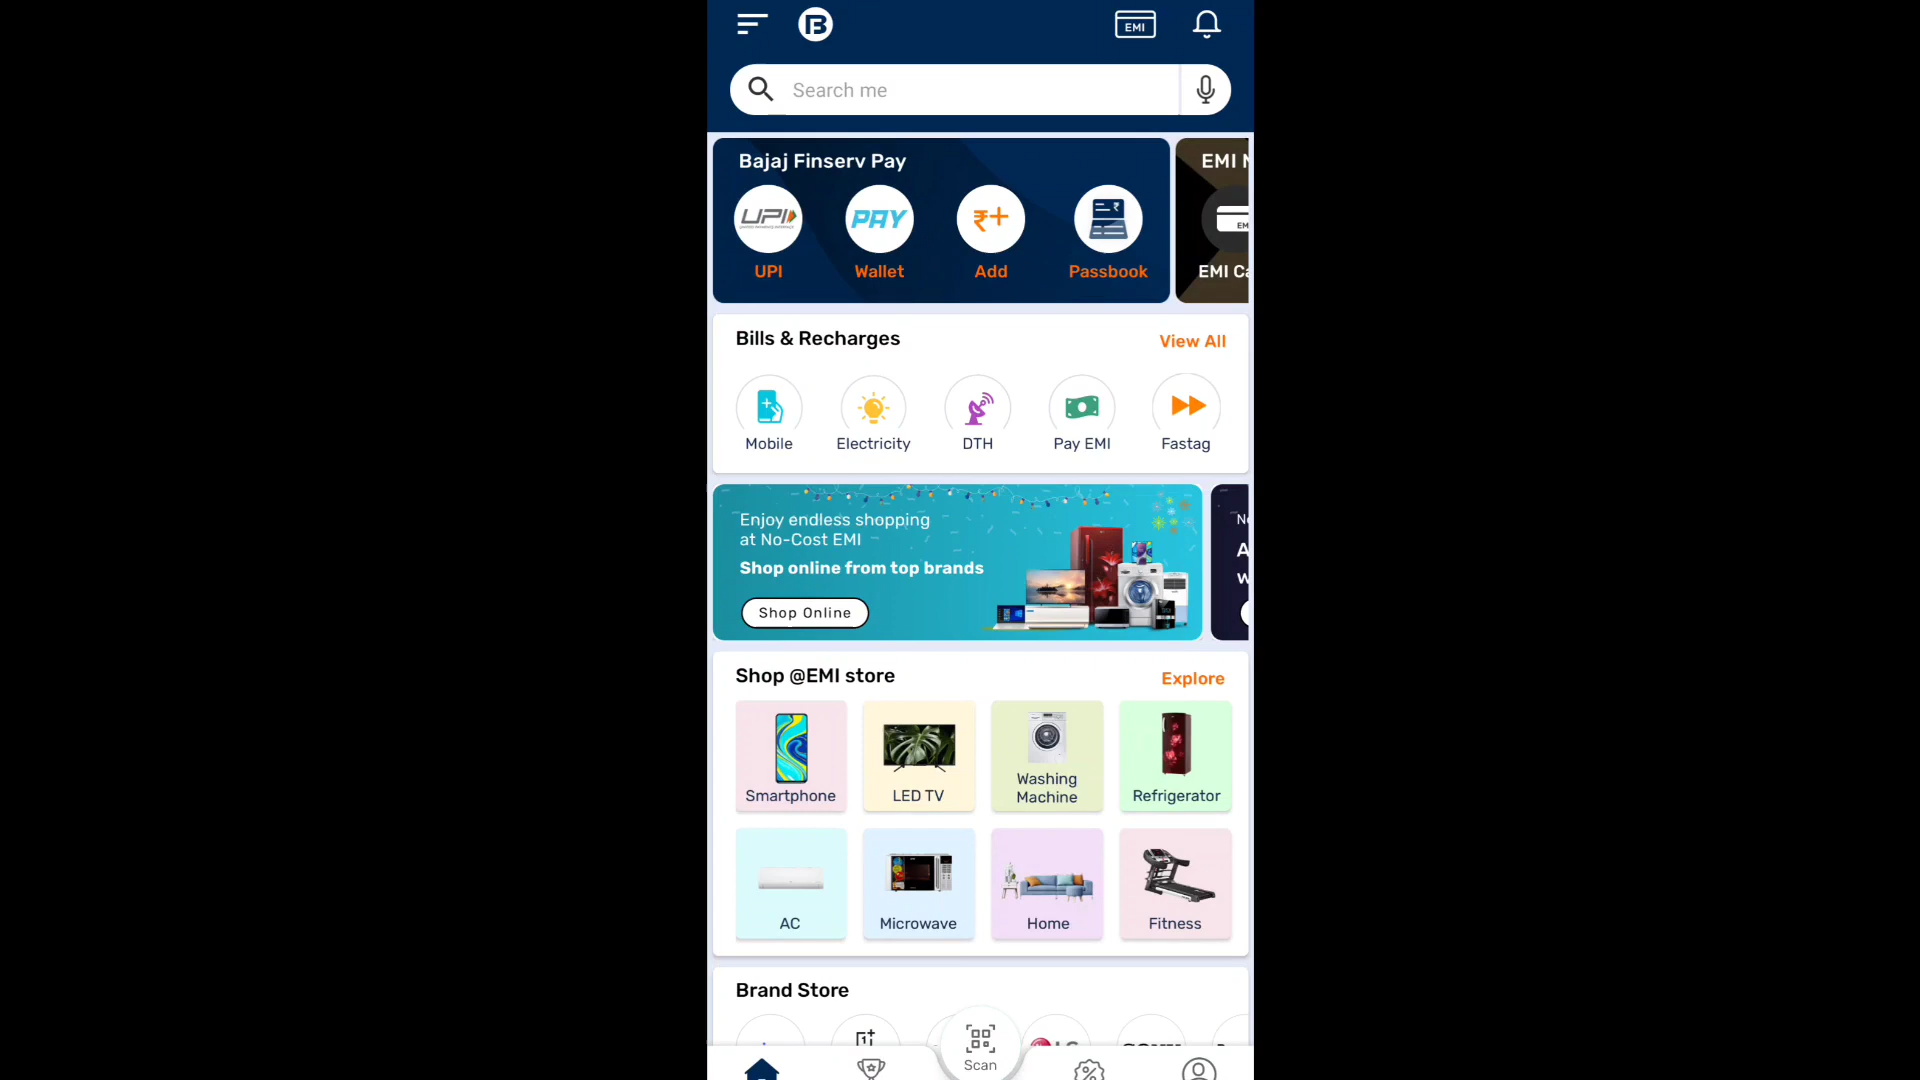 EMI
Search me
Bajaj Finserv Pay
EMI
UPI
PAY
₹+
EM
UPI
Wallet
Add
Passbook
EMI
Bills & Recharges
View All
Mobile
Electricity
DTH
Pay EMI
Fastag
Enjoy endless shopping
at No-Cost EMI
Shop online from top brands
Shop Online
Shop @EMI store
Explore
Smartphone
LED TV
Washing
Machine
Refrigerator
AC
Microwave
Home
Fitness
Brand Store
Scan